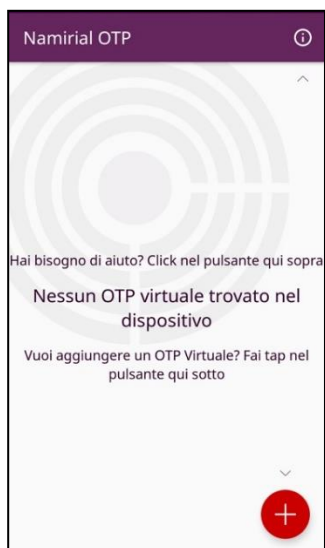 Namirial OTP
Hai bisogno di aiuto? Click nel pulsante qui sopra
Nessun OTP virtuale trovato nel
dispositivo
Vuoi aggiungere un OTP Virtuale? Fai tap nel
pulsante qui sotto